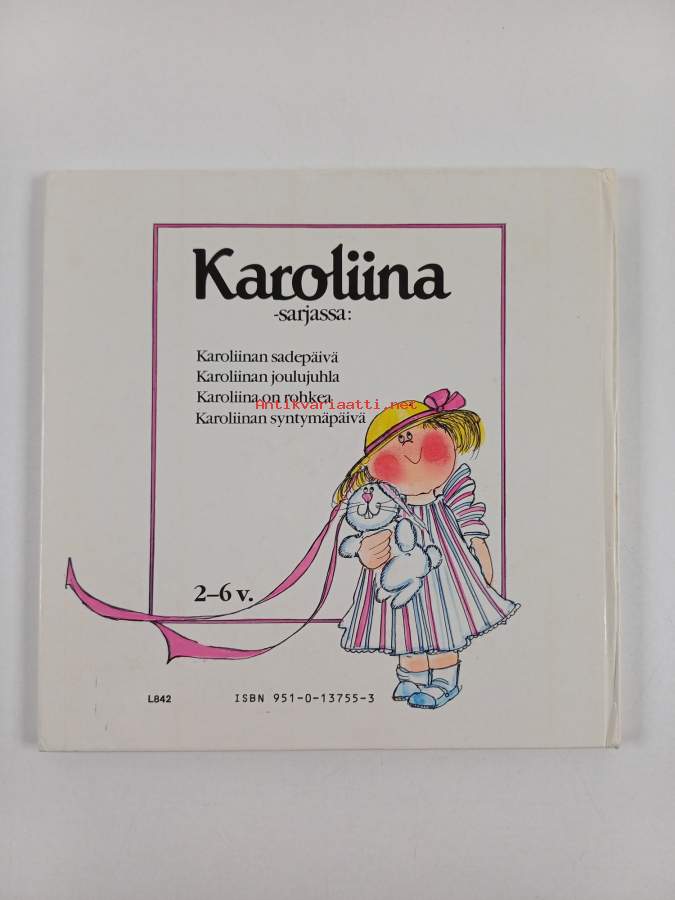 Karoliina
-sarjassa:
Karoliinan sadepäivä
Karoliinan joulujuhla
Karoliina on rohkea
Antikvariaatti.net
Karoliinan syntymäpäivä
2–6 v.
L842 ISBN 951-0-13755-3